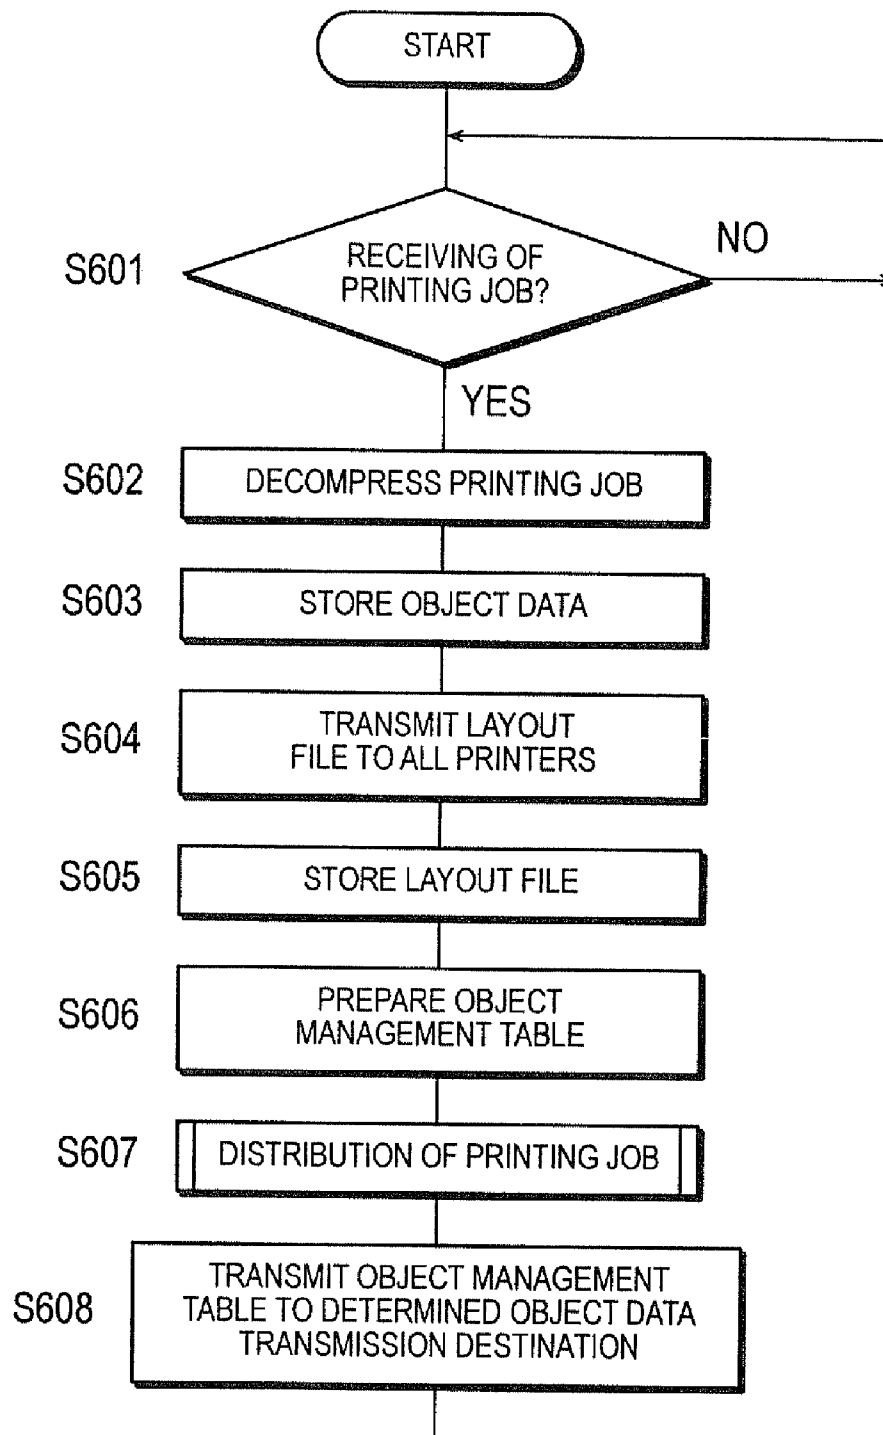 START
S601
RECEIVING OF
PRINTING JOB?
NO
YES
S602
DECOMPRESS PRINTING JOB
S603
STORE OBJECT DATA
S604
TRANSMIT LAYOUT
FILE TO ALL PRINTERS
S605
STORE LAYOUT FILE
S606
PREPARE OBJECT
MANAGEMENT TABLE
S607
DISTRIBUTION OF PRINTING JOB
S608
TRANSMIT OBJECT MANAGEMENT
TABLE TO DETERMINED OBJECT DATA
TRANSMISSION DESTINATION